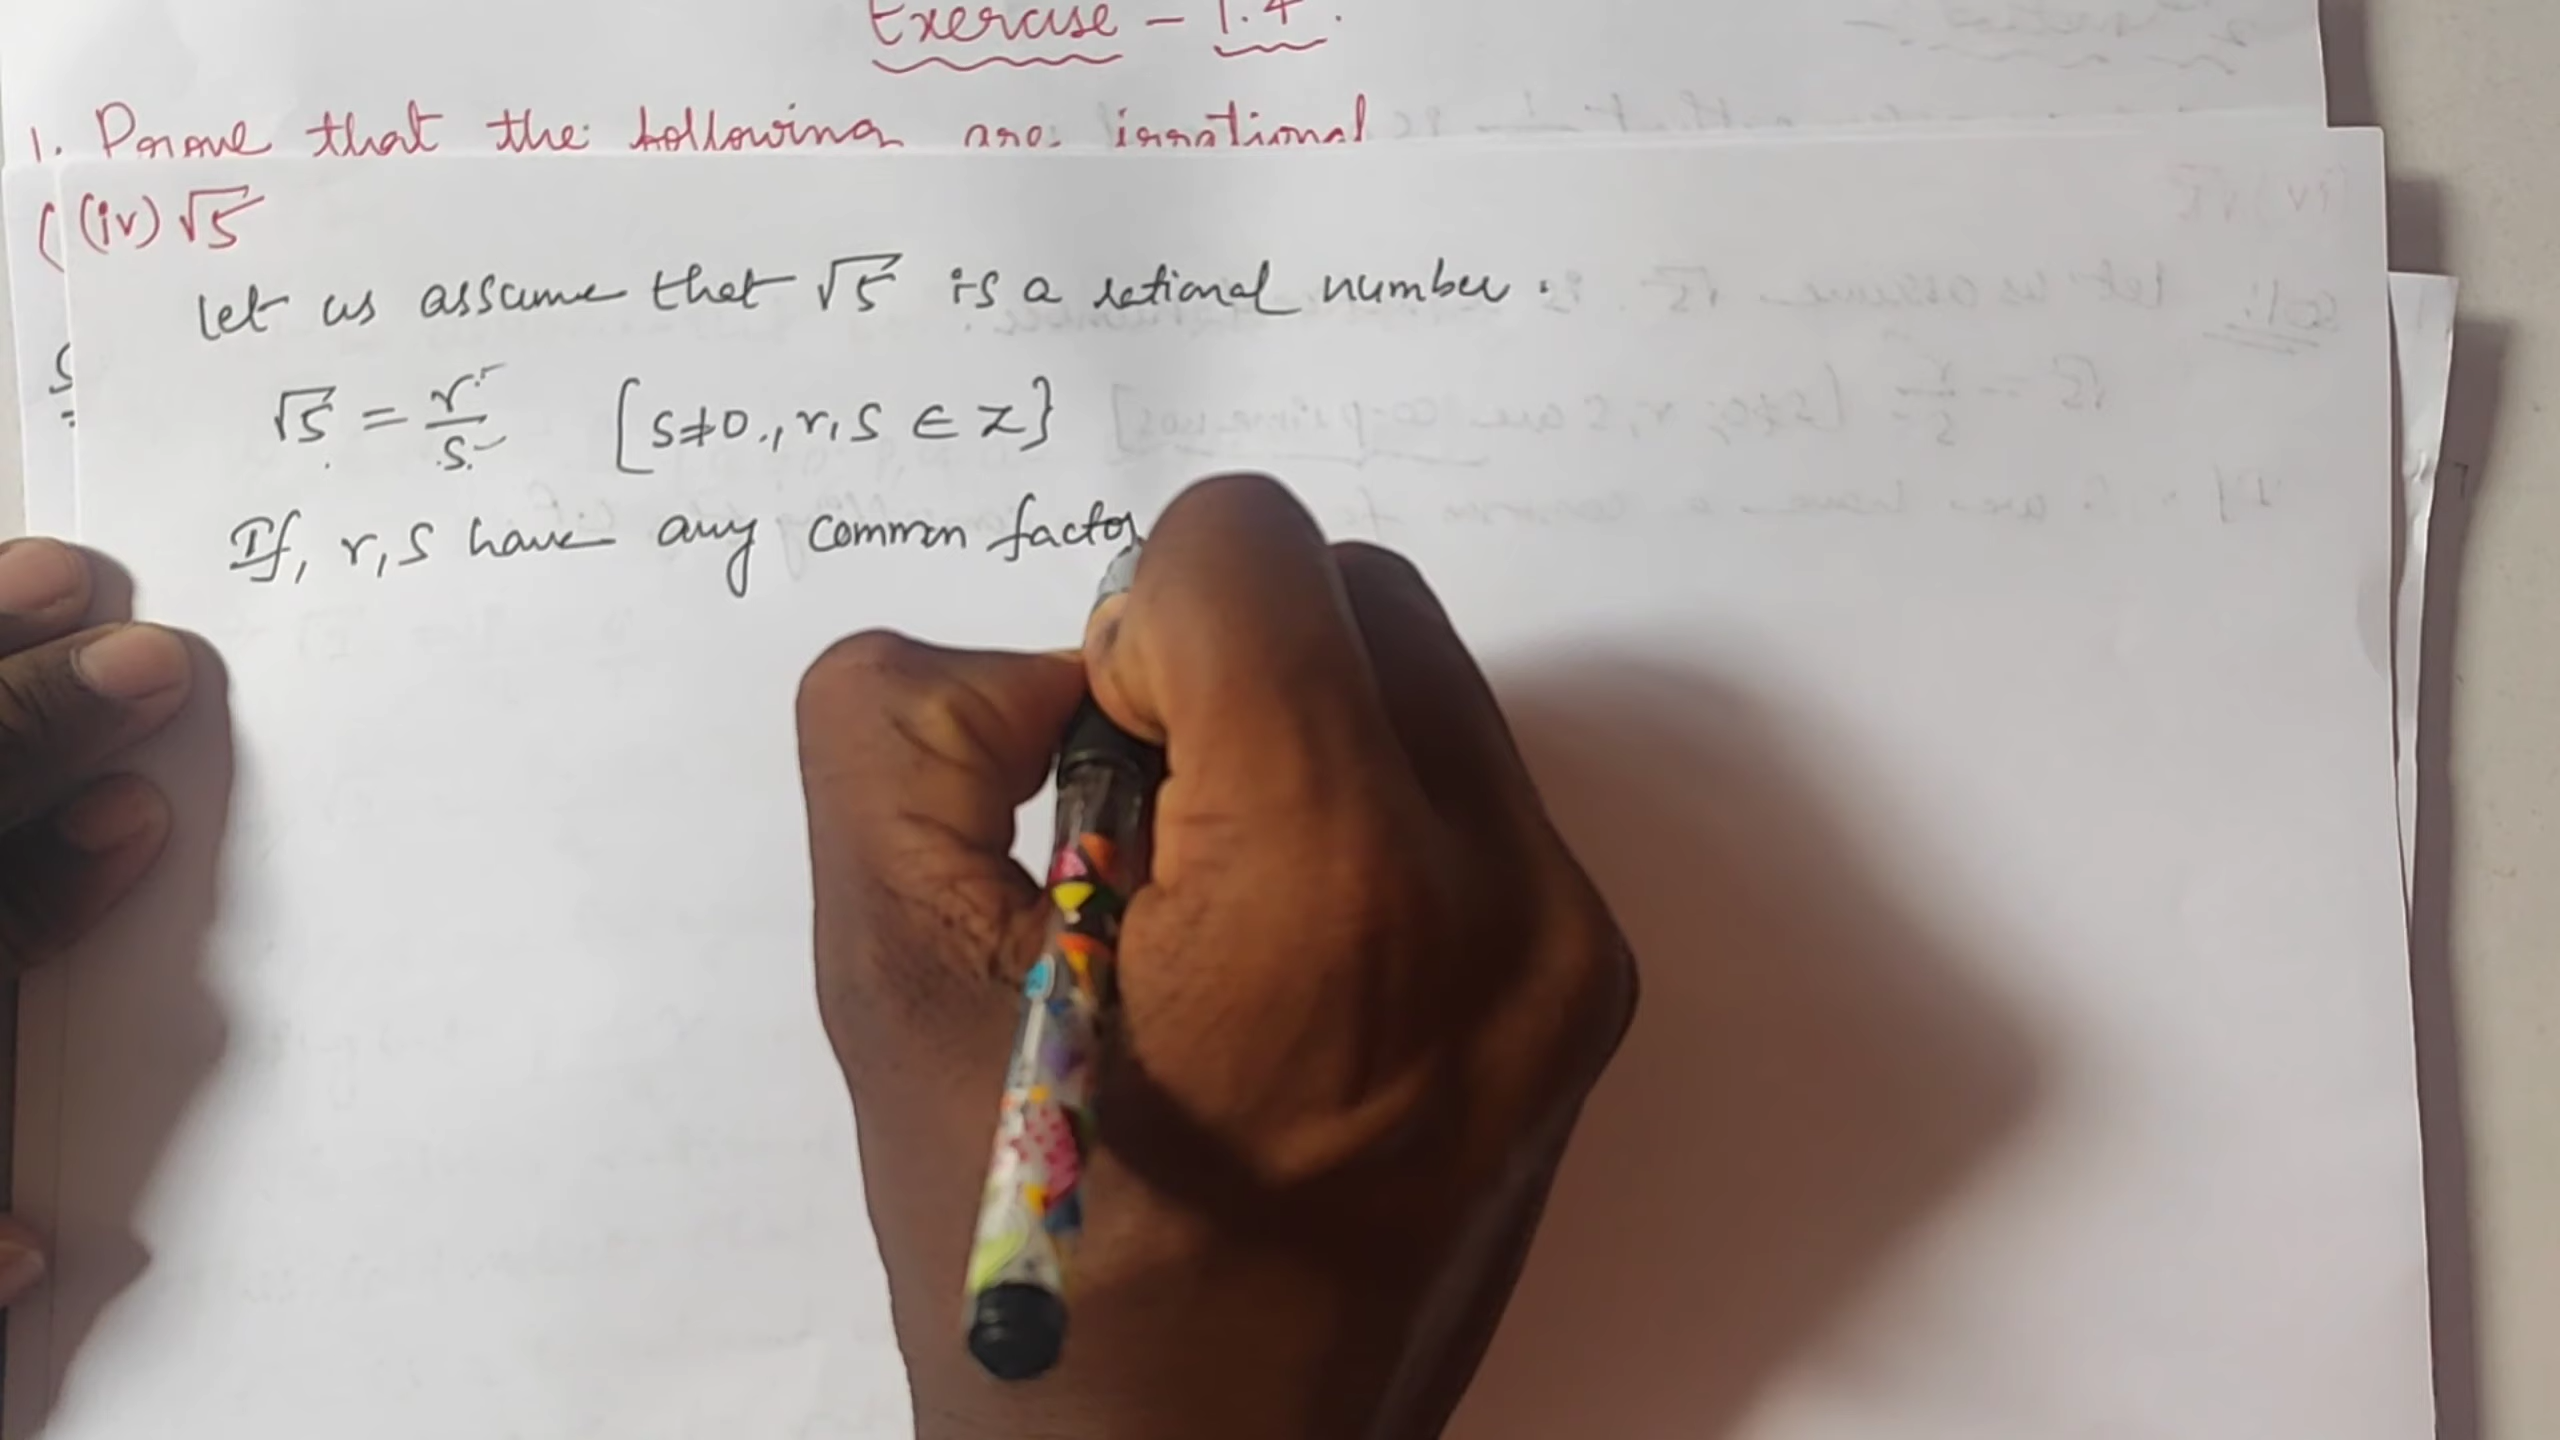 Exercise - 1.4.
1. Prove that the following are irrational
(iv) √5
let us assume that √5 is a rational number.
√5 = r/s [s≠0, r, s ∈ z}
If, r, s have any common factor